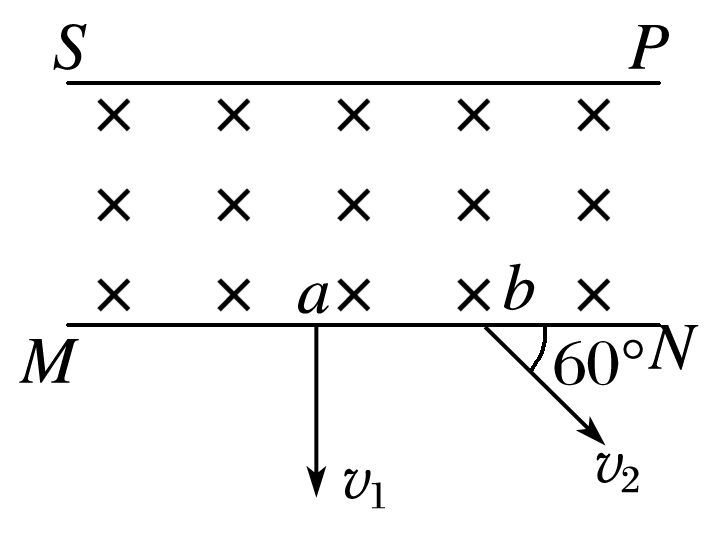 S P
× × × × ×
× × × × ×
× × a × × b ×
M 60° N
v₁ v₂